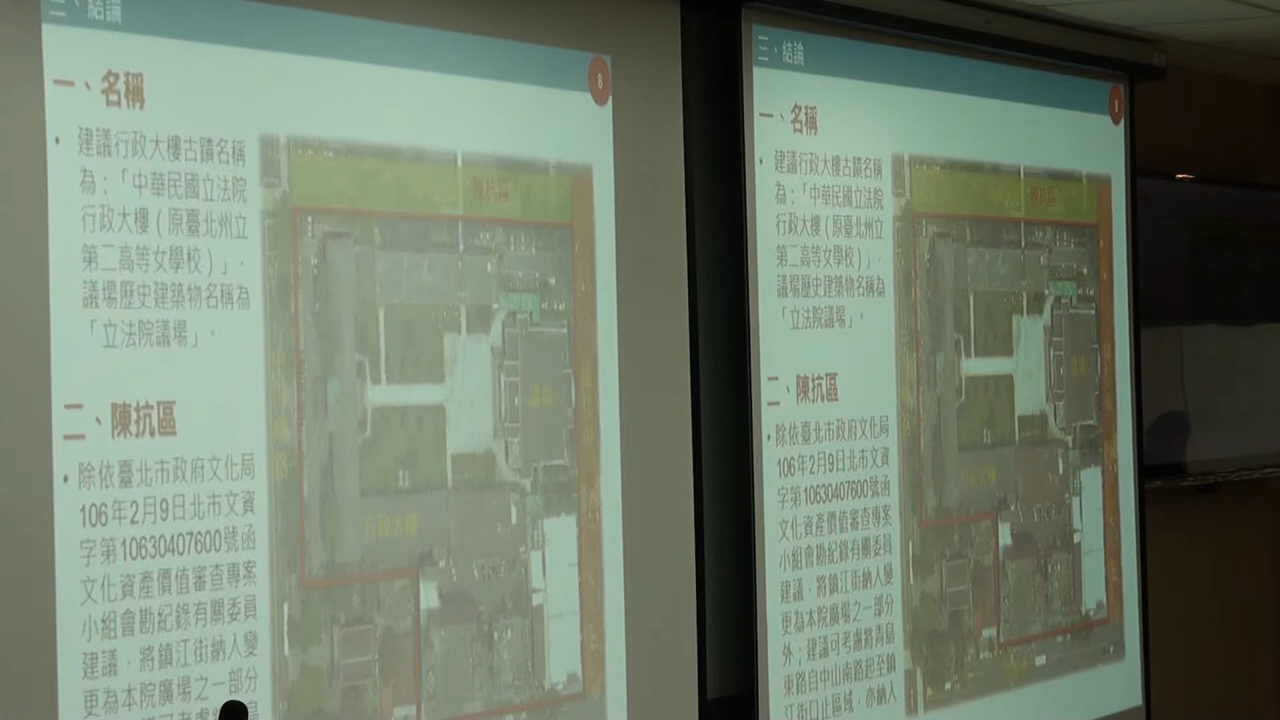 三、結論
8
一、名稱
• 建議行政大樓古蹟名稱
為：「中華民國立法院
行政大樓（原臺北州立
第二高等女學校）」，
議場歷史建築物名稱為
「立法院議場」。
二、陳抗區
• 除依臺北市政府文化局
106年2月9日北市文資
字第10630407600號函
文化資產價值審查專案
小組會勘紀錄有關委員
建議，將鎮江街納入變
更為本院廣場之一部分
陳抗區
行政大樓
三、結論
8
一、名稱
• 建議行政大樓古蹟名稱
為：「中華民國立法院
行政大樓（原臺北州立
第二高等女學校）」，
議場歷史建築物名稱為
「立法院議場」。
二、陳抗區
• 除依臺北市政府文化局
106年2月9日北市文資
字第10630407600號函
文化資產價值審查專案
小組會勘紀錄有關委員
建議，將鎮江街納入變
更為本院廣場之一部分
外；建議可考慮將青島
東路自中山南路起至鎮
江街口止區域，亦納入
陳抗區